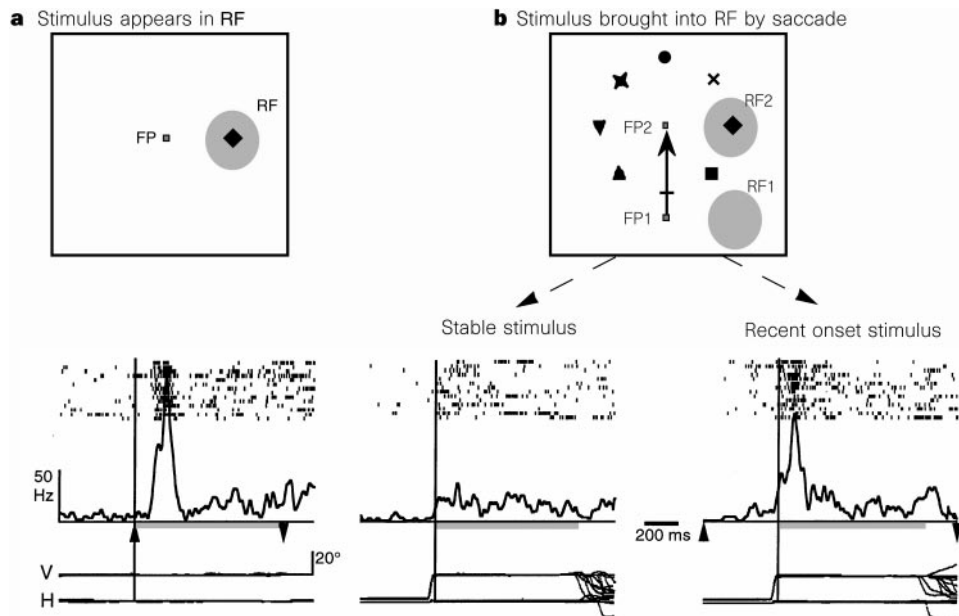 a Stimulus appears in RF
b Stimulus brought into RF by saccade
RF
FP
RF2
FP2
RF1
FP1
Stable stimulus
Recent onset stimulus
50
Hz
200 ms
20°
V
H